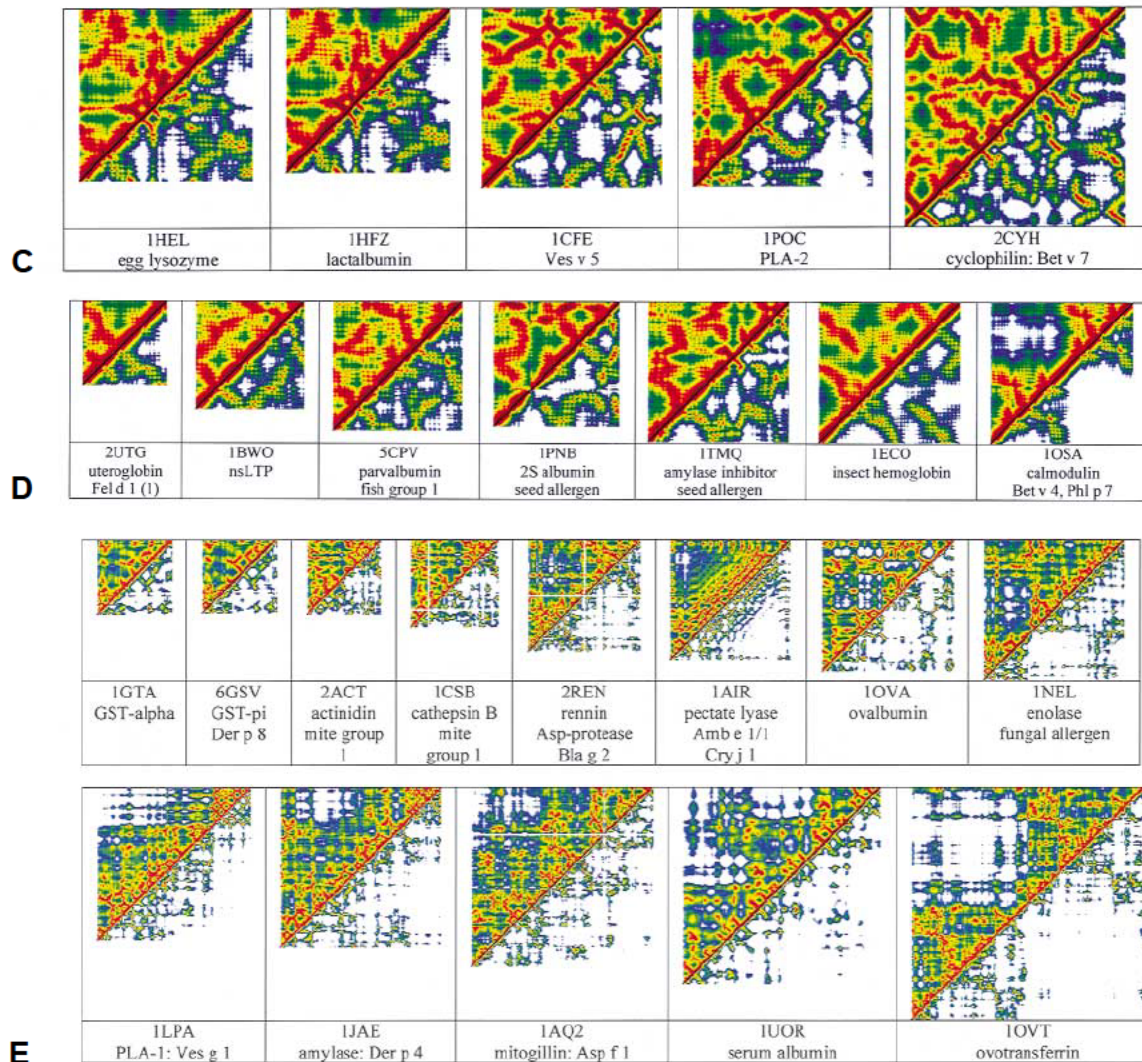 C
1HEL
egg lysozyme
1HFZ
lactalbumin
1CFE
Ves v 5
1POC
PLA-2
2CYH
cyclophilin: Bet v 7
D
2UTG
uteroglobin
Fel d 1 (1)
1BWO
nsLTP
5CPV
parvalbumin
fish group 1
1PNB
2S albumin
seed allergen
1TMQ
amylase inhibitor
seed allergen
1ECO
insect hemoglobin
1OSA
calmodulin
Bet v 4, Phl p 7
1GTA
GST-alpha
6GSV
GST-pi
Der p 8
2ACT
actinidin
mite group
1
1CSB
cathepsin B
mite
group 1
2REN
rennin
Asp-protease
Bla g 2
1AIR
pectate lyase
Amb e 1/1
Cry j 1
1OVA
ovalbumin
1NEL
enolase
fungal allergen
E
1LPA
PLA-1: Ves g 1
1JAE
amylase: Der p 4
1AQ2
mitogillin: Asp f 1
1UOR
serum albumin
1OVT
ovotransferrin